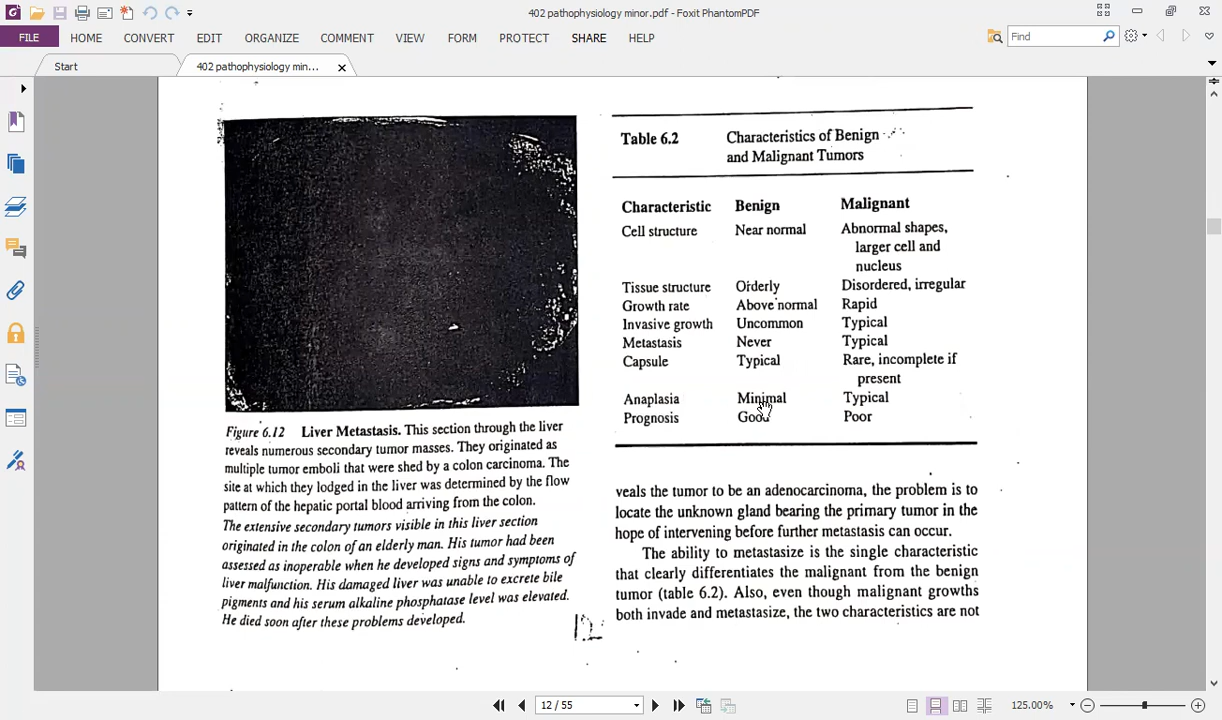 402 pathophysiology minor.pdf - Foxit PhantomPDF
FILE HOME CONVERT EDIT ORGANIZE COMMENT VIEW FORM PROTECT SHARE HELP
Find
Start
402 pathophysiology min...
Figure 6.12 Liver Metastasis. This section through the liver
reveals numerous secondary tumor masses. They originated as
multiple tumor emboli that were shed by a colon carcinoma. The
site at which they lodged in the liver was determined by the flow
pattern of the hepatic portal blood arriving from the colon.
The extensive secondary tumors visible in this liver section
originated in the colon of an elderly man. His tumor had been
assessed as inoperable when he developed signs and symptoms of
liver malfunction. His damaged liver was unable to excrete bile
pigments and his serum alkaline phosphatase level was elevated.
He died soon after these problems developed.
12
Table 6.2 Characteristics of Benign
and Malignant Tumors
Characteristic Benign Malignant
Cell structure Near normal Abnormal shapes,
larger cell and
nucleus
Tissue structure Orderly Disordered, irregular
Growth rate Above normal Rapid
Invasive growth Uncommon Typical
Metastasis Never Typical
Capsule Typical Rare, incomplete if
present
Anaplasia Minimal Typical
Prognosis Good Poor
veals the tumor to be an adenocarcinoma, the problem is to
locate the unknown gland bearing the primary tumor in the
hope of intervening before further metastasis can occur.
The ability to metastasize is the single characteristic
that clearly differentiates the malignant from the benign
tumor (table 6.2). Also, even though malignant growths
both invade and metastasize, the two characteristics are not
12 / 55
125.00%